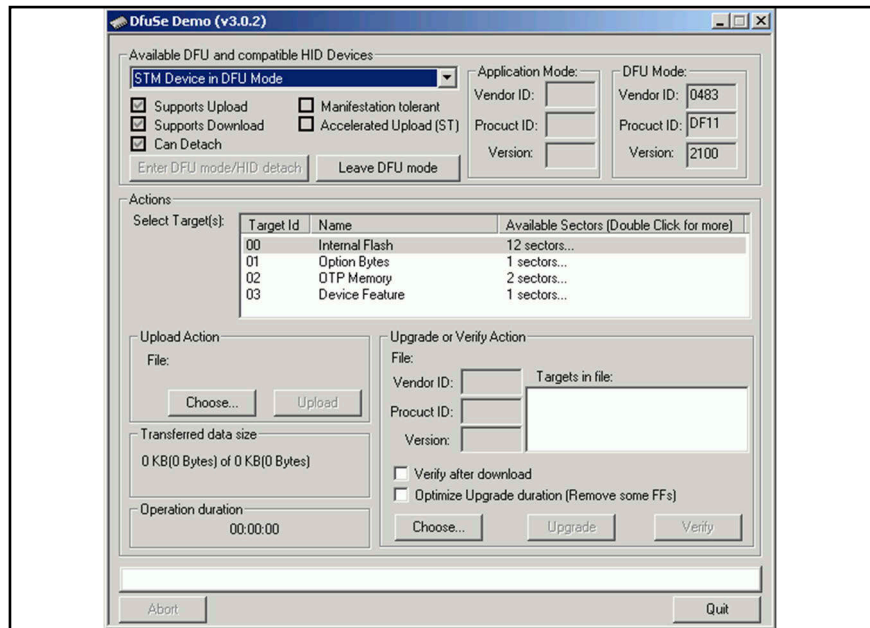 DfuSe Demo (v3.0.2)
Available DFU and compatible HID Devices
STM Device in DFU Mode
Supports Upload
Manifestation tolerant
Supports Download
Accelerated Upload (ST)
Can Detach
Enter DFU mode/HID detach
Leave DFU mode
Application Mode:
Vendor ID:
Procuct ID:
Version:
DFU Mode:
Vendor ID: 0483
Procuct ID: DF11
Version: 2100
Actions
Select Target(s):
Target Id Name Available Sectors (Double Click for more)
00 Internal Flash 12 sectors...
01 Option Bytes 1 sectors...
02 OTP Memory 2 sectors...
03 Device Feature 1 sectors...
Upload Action
File:
Choose... Upload
Transferred data size
0 KB(0 Bytes) of 0 KB(0 Bytes)
Operation duration
00:00:00
Upgrade or Verify Action
File:
Vendor ID:
Procuct ID:
Version:
Targets in file:
Verify after download
Optimize Upgrade duration (Remove some FFs)
Choose... Upgrade Verify
Abort Quit